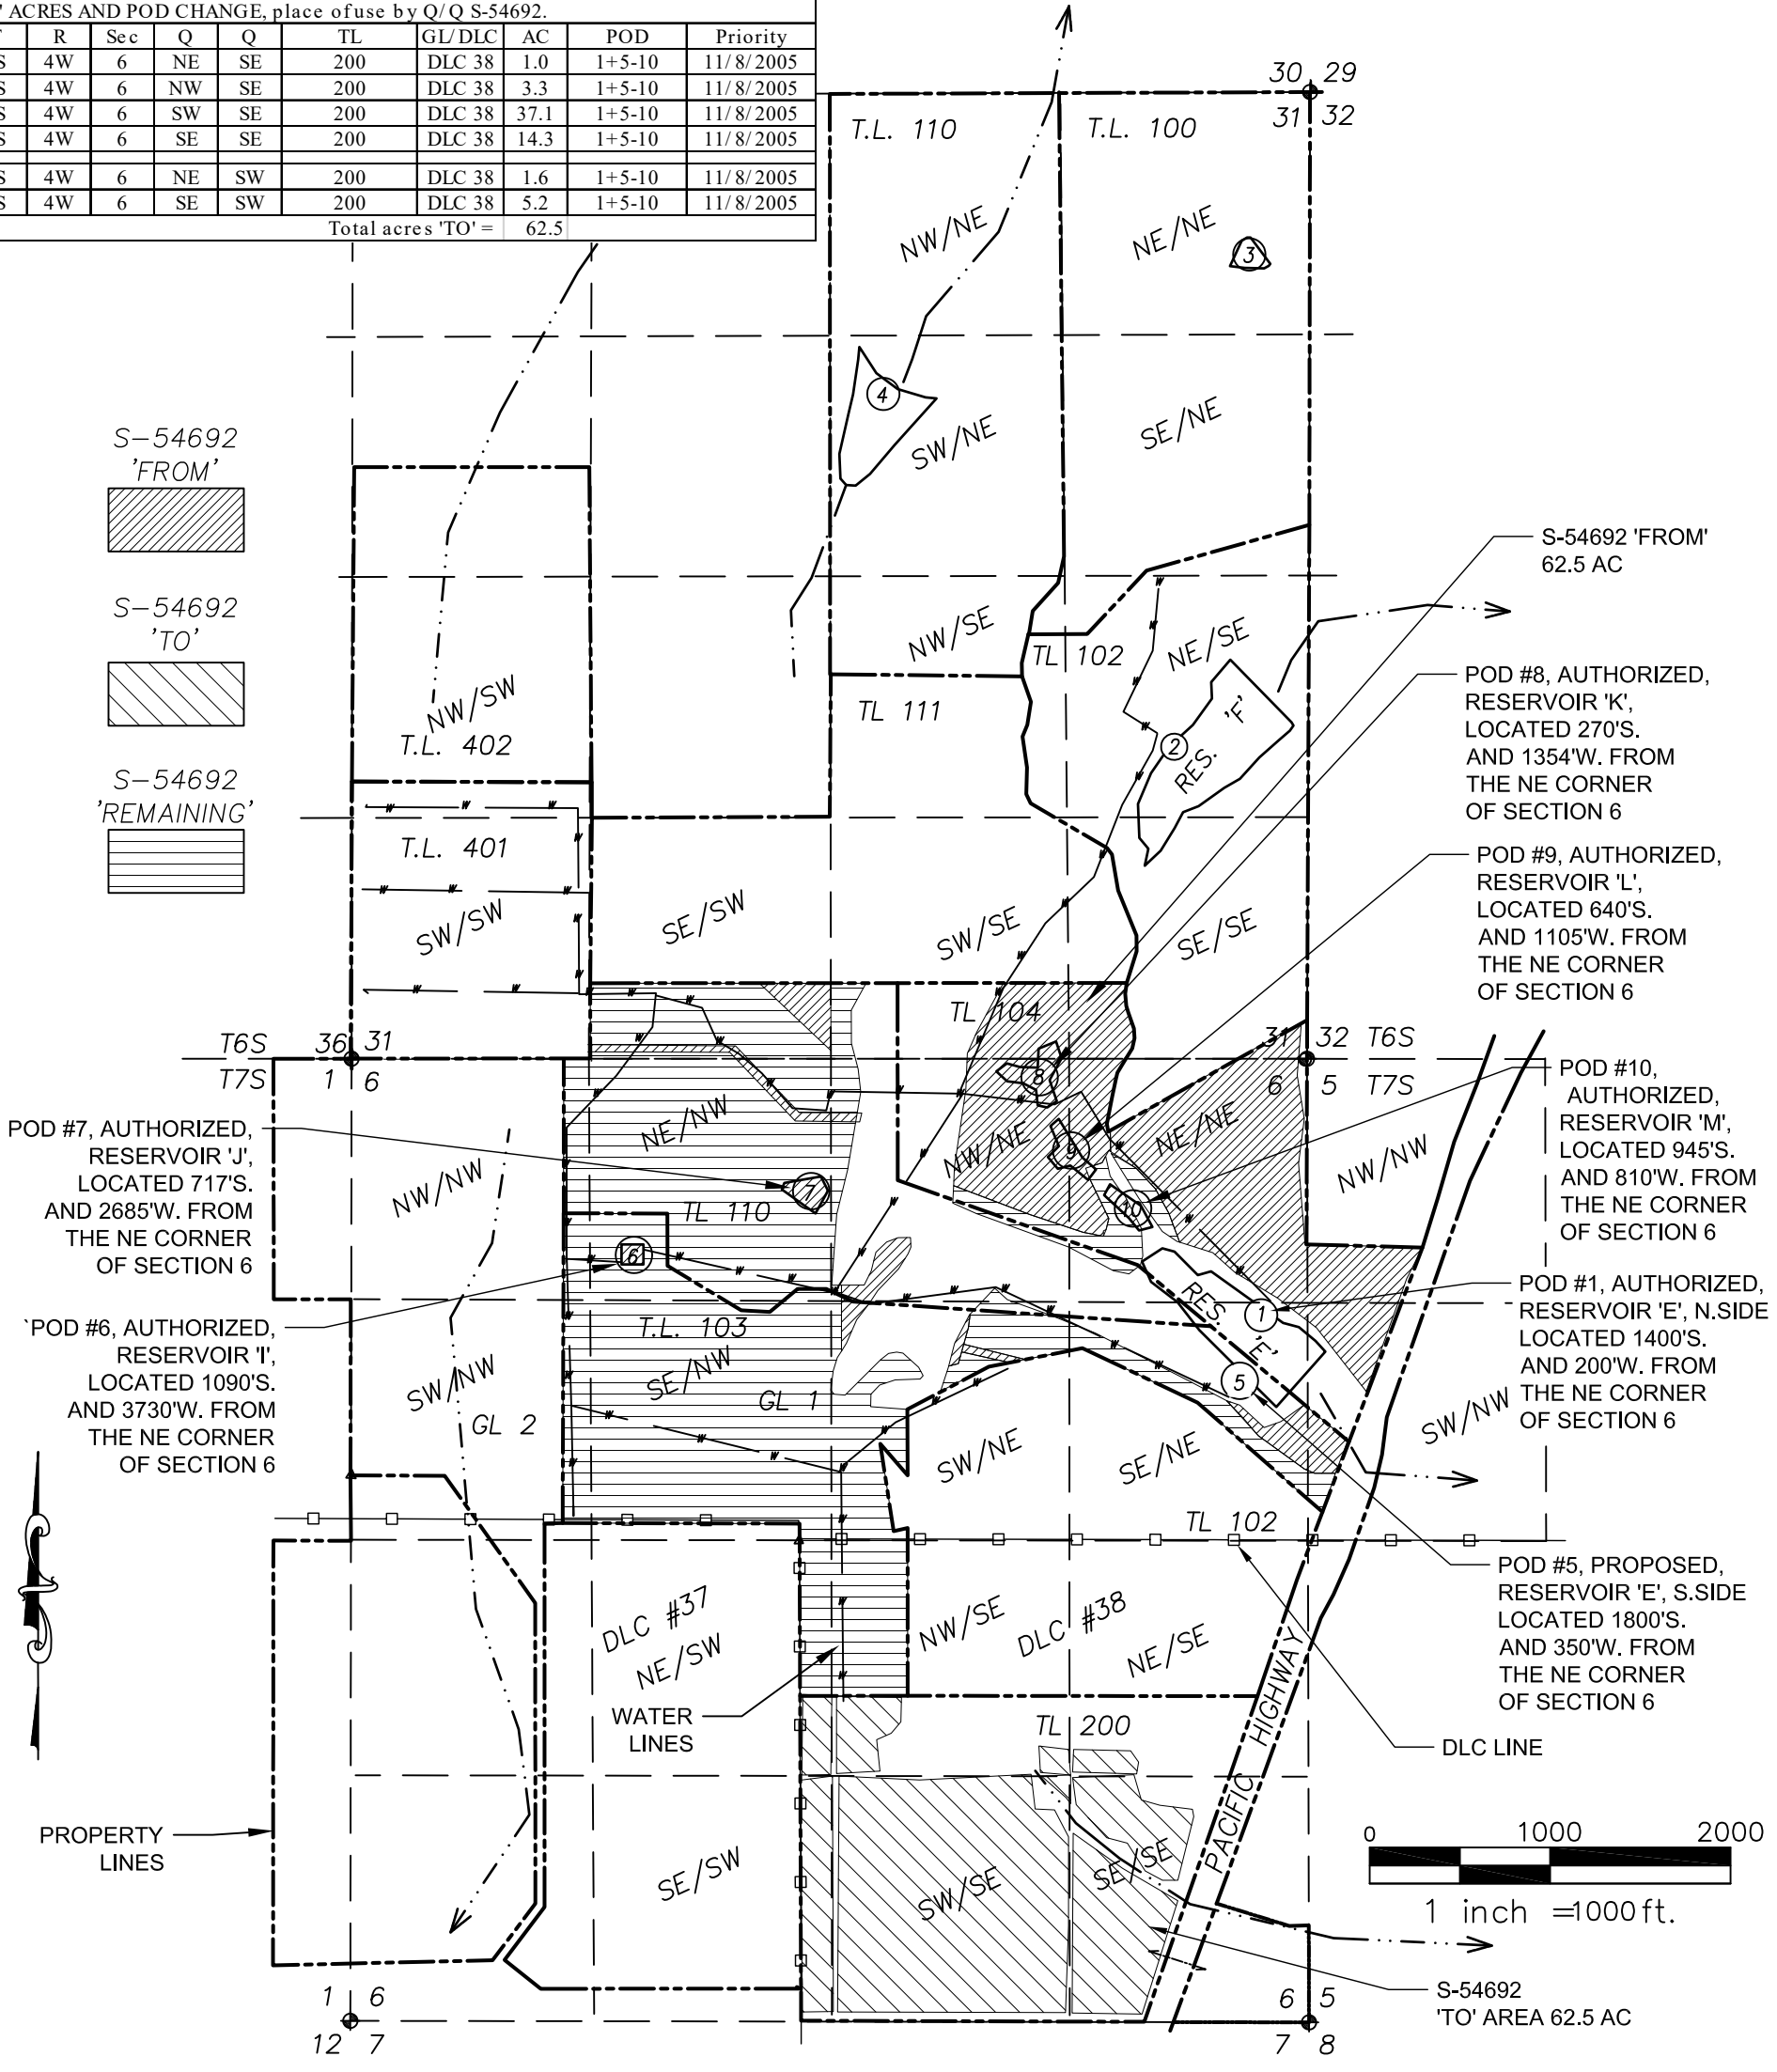 ' ACRES AND POD CHANGE, place of use by Q/Q S-54692.
R Sec Q Q TL GL/DLC AC POD Priority
S 4W 6 NE SE 200 DLC 38 1.0 1+5-10 11/8/2005
S 4W 6 NW SE 200 DLC 38 3.3 1+5-10 11/8/2005
S 4W 6 SW SE 200 DLC 38 37.1 1+5-10 11/8/2005
S 4W 6 SE SE 200 DLC 38 14.3 1+5-10 11/8/2005
S 4W 6 NE SW 200 DLC 38 1.6 1+5-10 11/8/2005
S 4W 6 SE SW 200 DLC 38 5.2 1+5-10 11/8/2005
Total acres 'TO' = 62.5
30 29
31 32
T.L. 110
T.L. 100
NW/NE
NE/NE
3
4
SW/NE
SE/NE
S-54692
'FROM'
S-54692
'TO'
S-54692
'REMAINING'
S-54692 'FROM'
62.5 AC
NW/SE
TL 102
NE/SE
NW/SW
T.L. 402
TL 111
2
RES. 'F'
POD #8, AUTHORIZED,
RESERVOIR 'K',
LOCATED 270'S.
AND 1354'W. FROM
THE NE CORNER
OF SECTION 6
T.L. 401
SW/SW
SE/SW
SW/SE
SE/SE
POD #9, AUTHORIZED,
RESERVOIR 'L',
LOCATED 640'S.
AND 1105'W. FROM
THE NE CORNER
OF SECTION 6
TL 104
T6S 36 31
T7S 1 6
31 32 T6S
6 5 T7S
8
9
10
7
6
1
5
NE/NW
NW/NW
NW/NE
NE/NE
NW/NW
TL 110
POD #10,
AUTHORIZED,
RESERVOIR 'M',
LOCATED 945'S.
AND 810'W. FROM
THE NE CORNER
OF SECTION 6
POD #7, AUTHORIZED,
RESERVOIR 'J',
LOCATED 717'S.
AND 2685'W. FROM
THE NE CORNER
OF SECTION 6
`POD #6, AUTHORIZED,
RESERVOIR 'I',
LOCATED 1090'S.
AND 3730'W. FROM
THE NE CORNER
OF SECTION 6
RES. 'E'
POD #1, AUTHORIZED,
RESERVOIR 'E', N.SIDE
LOCATED 1400'S.
AND 200'W. FROM
THE NE CORNER
OF SECTION 6
T.L. 103
SE/NW
SW/NW
GL 2
GL 1
SW/NE
SE/NE
SW/NW
TL 102
POD #5, PROPOSED,
RESERVOIR 'E', S.SIDE
LOCATED 1800'S.
AND 350'W. FROM
THE NE CORNER
OF SECTION 6
DLC #37
NE/SW
NW/SE
DLC #38
NE/SE
WATER
LINES
TL 200
PACIFIC HIGHWAY
DLC LINE
PROPERTY
LINES
SE/SW
SW/SE
SE/SE
0 1000 2000
1 inch =1000 ft.
S-54692
'TO' AREA 62.5 AC
1 6
12 7
6 5
7 8